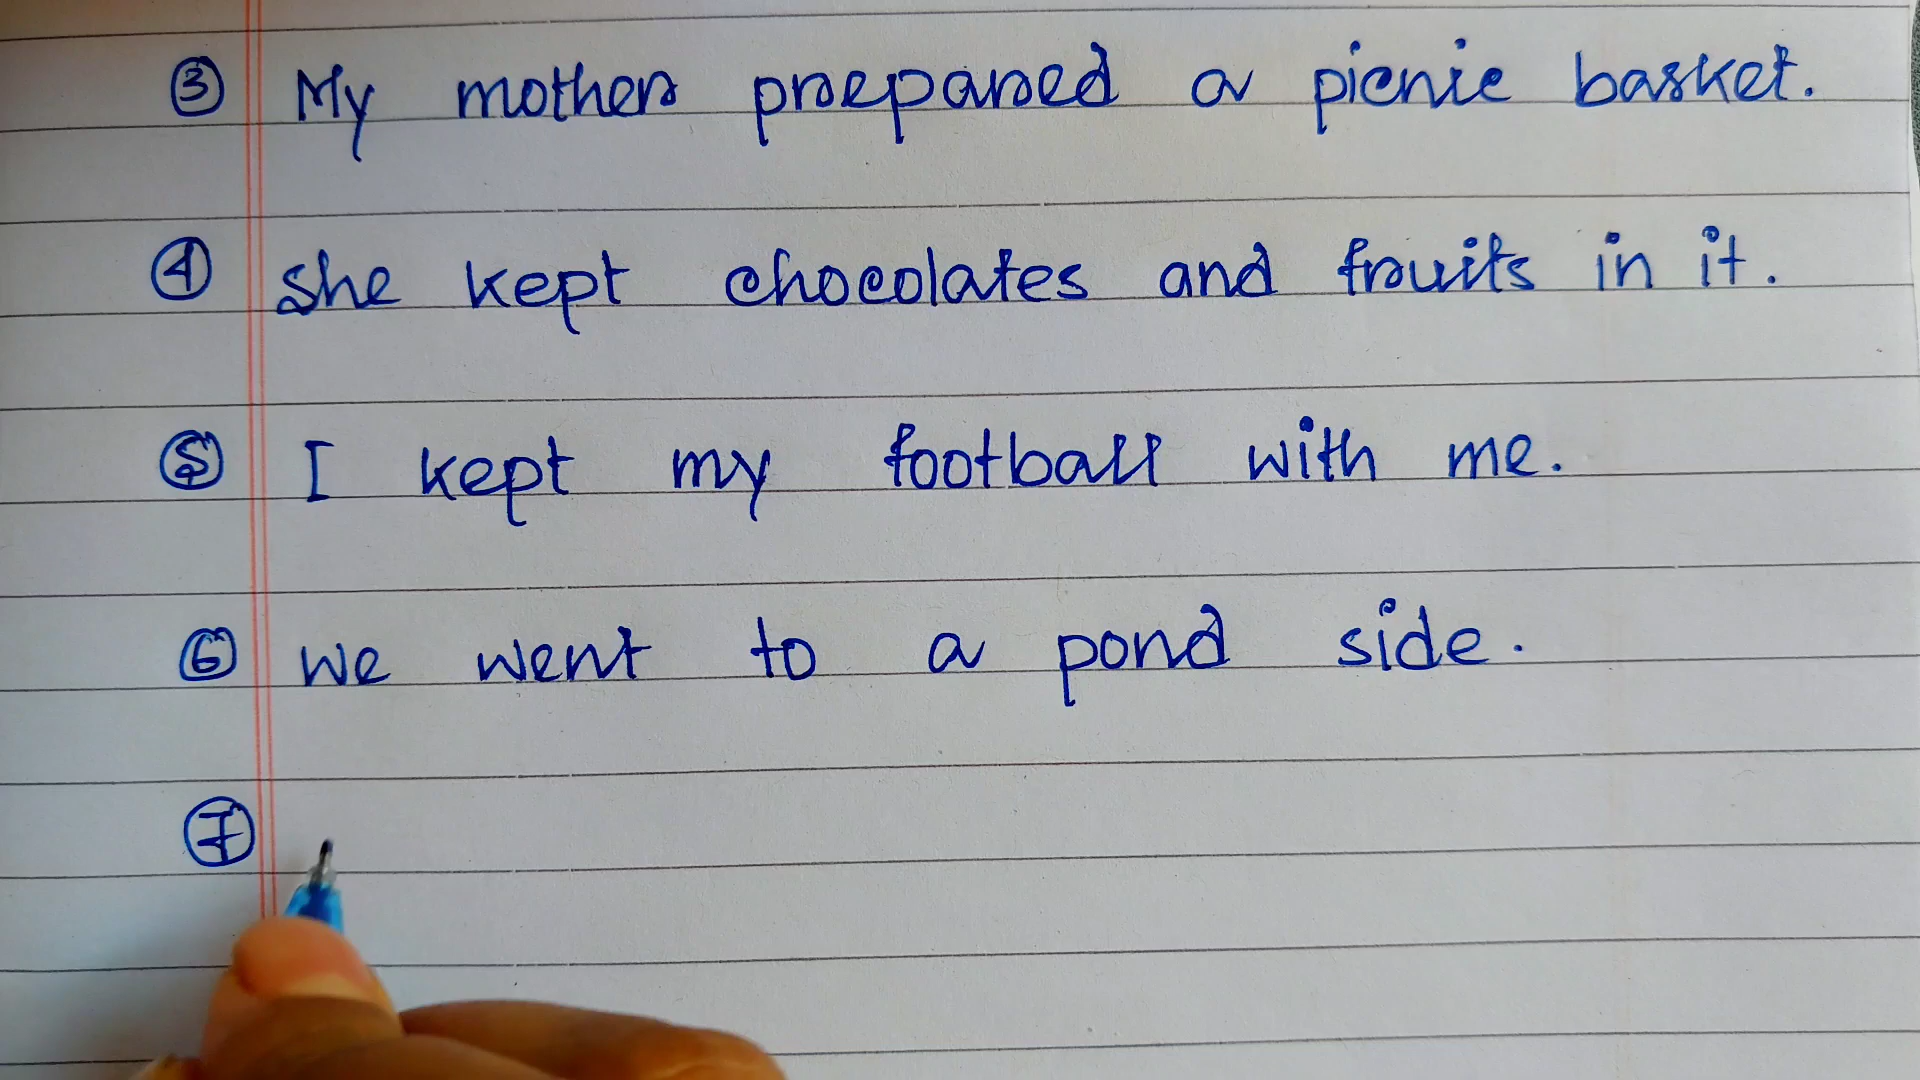 ③ My mother prepared a picnic basket.
④ She kept chocolates and fruits in it.
⑤ I kept my football with me.
⑥ We went to a pond side.
⑦